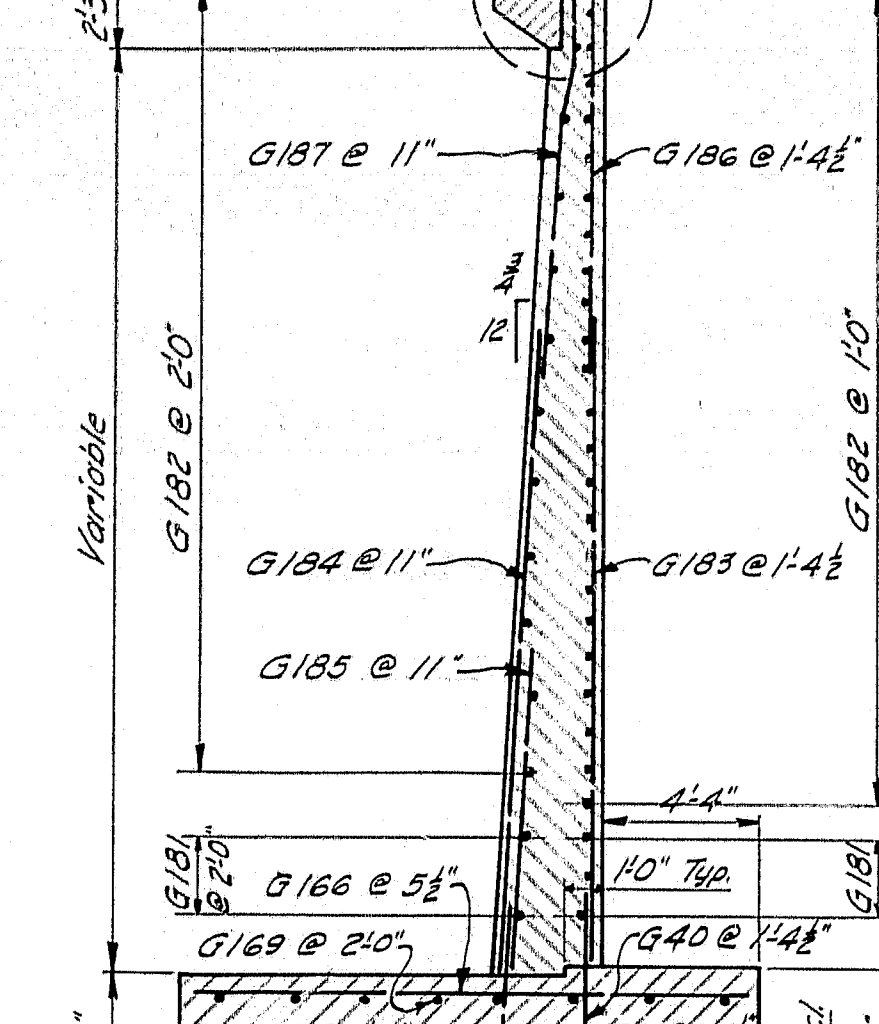 G187 @ 11"
G186 @ 1'-4½"
12
G182 @ 2'-0"
G182 @ 1'-0"
Variable
G184 @ 11"
G183 @ 1'-4½
G185 @ 11"
4'-4"
G181
@ 2'-0"
G181
G166 @ 5½"
1'-0" Typ.
G169 @ 2'-0"
G40 @ 1'-4½"